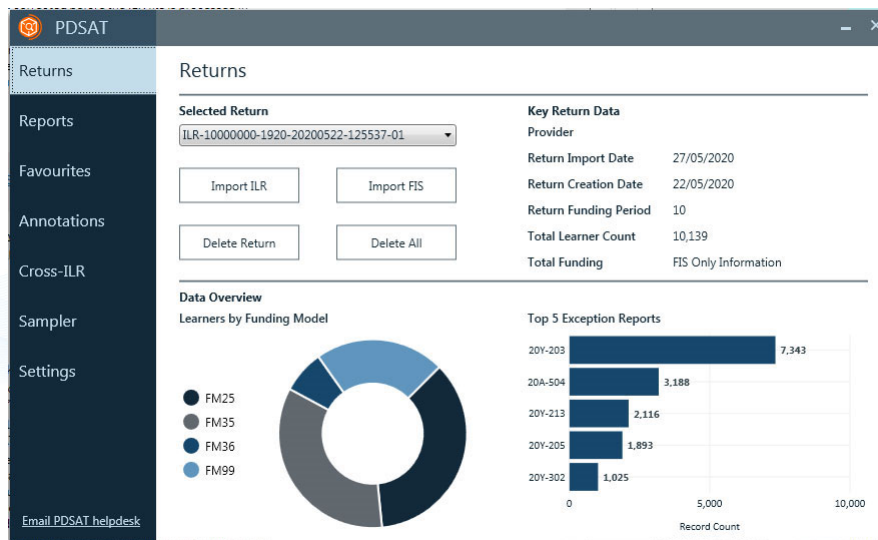 PDSAT
Returns
Reports
Favourites
Annotations
Cross-ILR
Sampler
Settings
Email PDSAT helpdesk
Returns
Selected Return
ILR-10000000-1920-20200522-125537-01
Import ILR
Import FIS
Delete Return
Delete All
Key Return Data
Provider
Return Import Date 27/05/2020
Return Creation Date 22/05/2020
Return Funding Period 10
Total Learner Count 10,139
Total Funding FIS Only Information
Data Overview
Learners by Funding Model
FM25
FM35
FM36
FM99
Top 5 Exception Reports
20Y-203 7,343
20A-504 3,188
20Y-213 2,116
20Y-205 1,893
20Y-302 1,025
0 5,000 10,000
Record Count